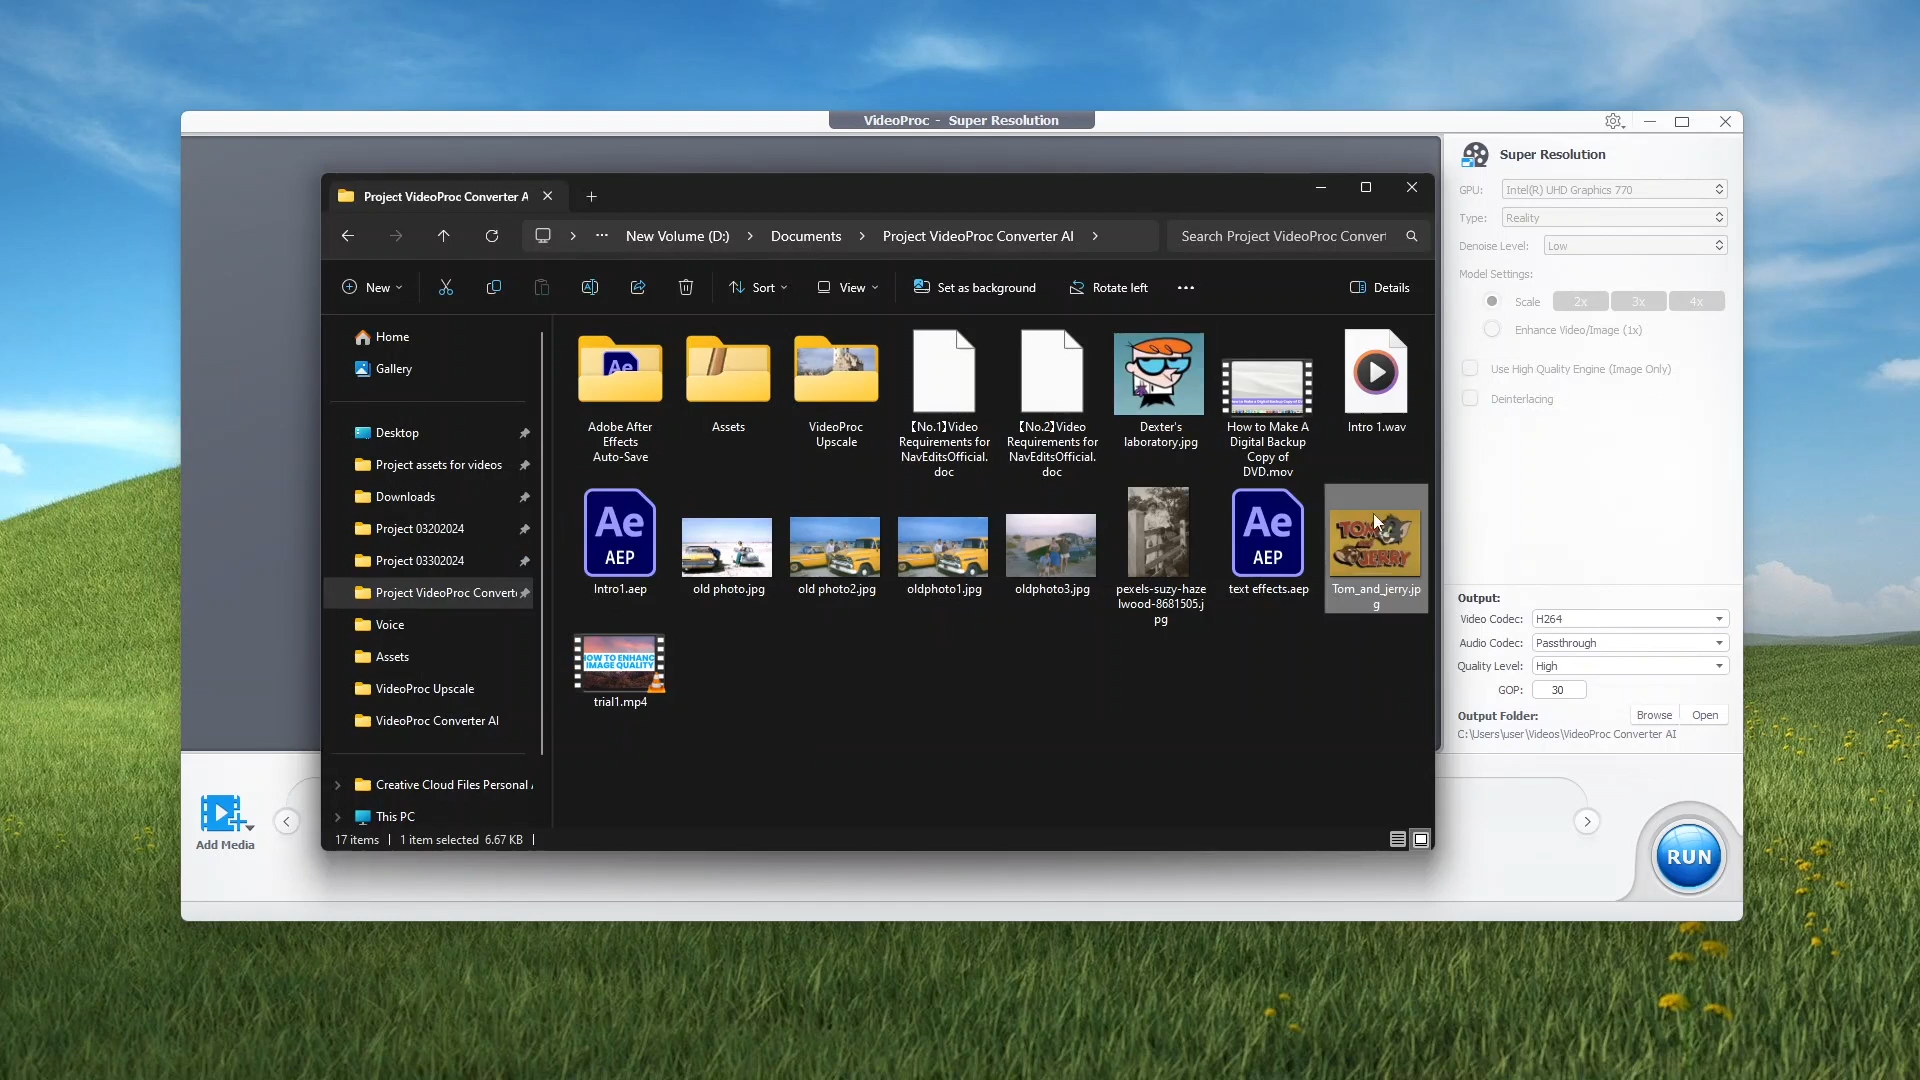 VideoProc - Super Resolution
Super Resolution
GPU: Intel(R) UHD Graphics 770
Type: Reality
Denoise Level: Low
Model Settings:
Scale 2x 3x 4x
Enhance Video/Image (1x)
Use High Quality Engine (Image Only)
Deinterlacing
Output:
Video Codec: H264
Audio Codec: Passthrough
Quality Level: High
GOP: 30
Output Folder: Browse Open
C:\Users\user\Videos\VideoProc Converter AI
RUN
Add Media
Project VideoProc Converter A
New Volume (D:) Documents Project VideoProc Converter AI
Search Project VideoProc Convert
New Sort View Set as background Rotate left Details
Home
Gallery
Desktop
Project assets for videos
Downloads
Project 03202024
Project 03302024
Project VideoProc Convert
Voice
Assets
VideoProc Upscale
VideoProc Converter AI
Creative Cloud Files Personal
This PC
Ae
Adobe After
Effects
Auto-Save
Assets
VideoProc
Upscale
【No.1】Video
Requirements for
NavEditsOfficial.
doc
【No.2】Video
Requirements for
NavEditsOfficial.
doc
Dexter's
laboratory.jpg
How to Make A
Digital Backup
Copy of
DVD.mov
Intro 1.wav
Ae
AEP
Intro1.aep
old photo.jpg
old photo2.jpg
oldphoto1.jpg
oldphoto3.jpg
pexels-suzy-haze
lwood-8681505.j
pg
Ae
AEP
text effects.aep
TOM
JERRY
Tom_and_jerry.jp
g
HOW TO ENHANC
IMAGE QUALITY
trial1.mp4
17 items 1 item selected 6.67 KB